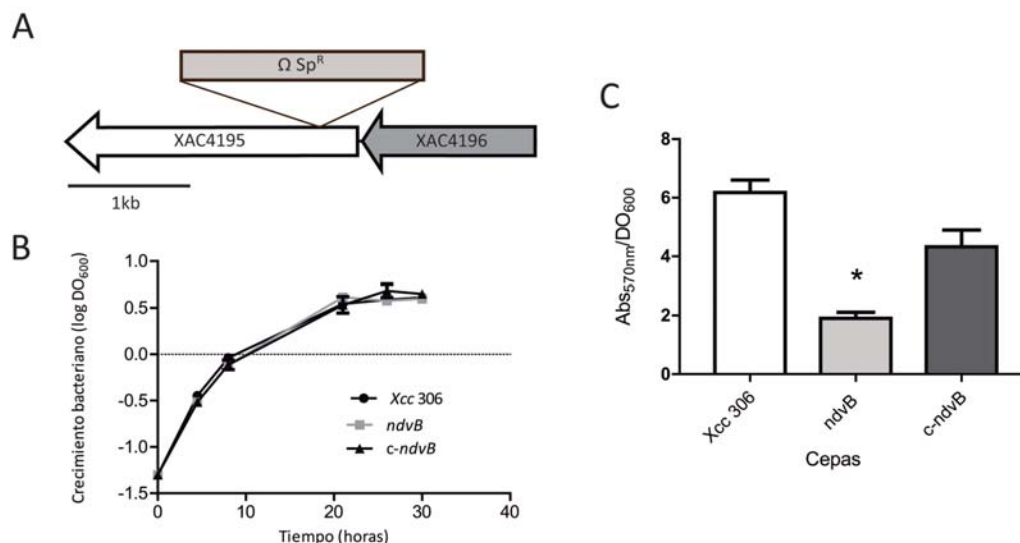 A
Ω Sp^R
XAC4195
XAC4196
1kb
B
Crecimiento bacteriano (log DO₆₀₀)
1.0
0.5
0.0
-0.5
-1.0
-1.5
0
10
20
30
40
Tiempo (horas)
Xcc 306
ndvB
c-ndvB
C
Abs₅₇₀ₙₘ/DO₆₀₀
8
6
4
2
0
*
Xcc 306
ndvB
c-ndvB
Cepas